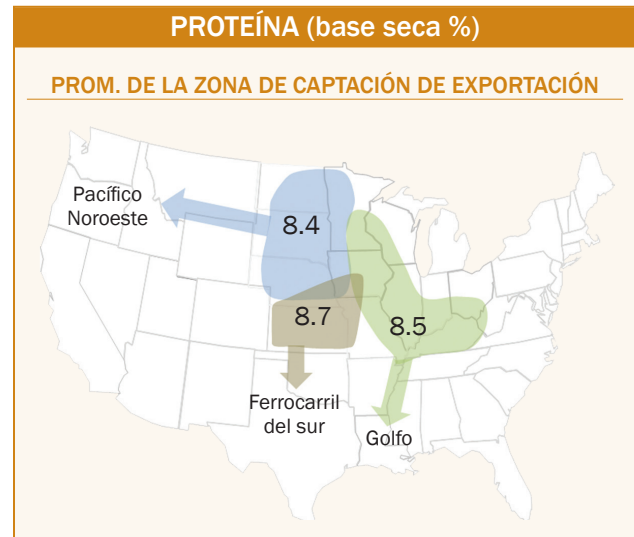 PROTEÍNA (base seca %)
PROM. DE LA ZONA DE CAPTACIÓN DE EXPORTACIÓN
Pacífico
Noroeste
8.4
8.7
8.5
Ferrocarril
del sur
Golfo